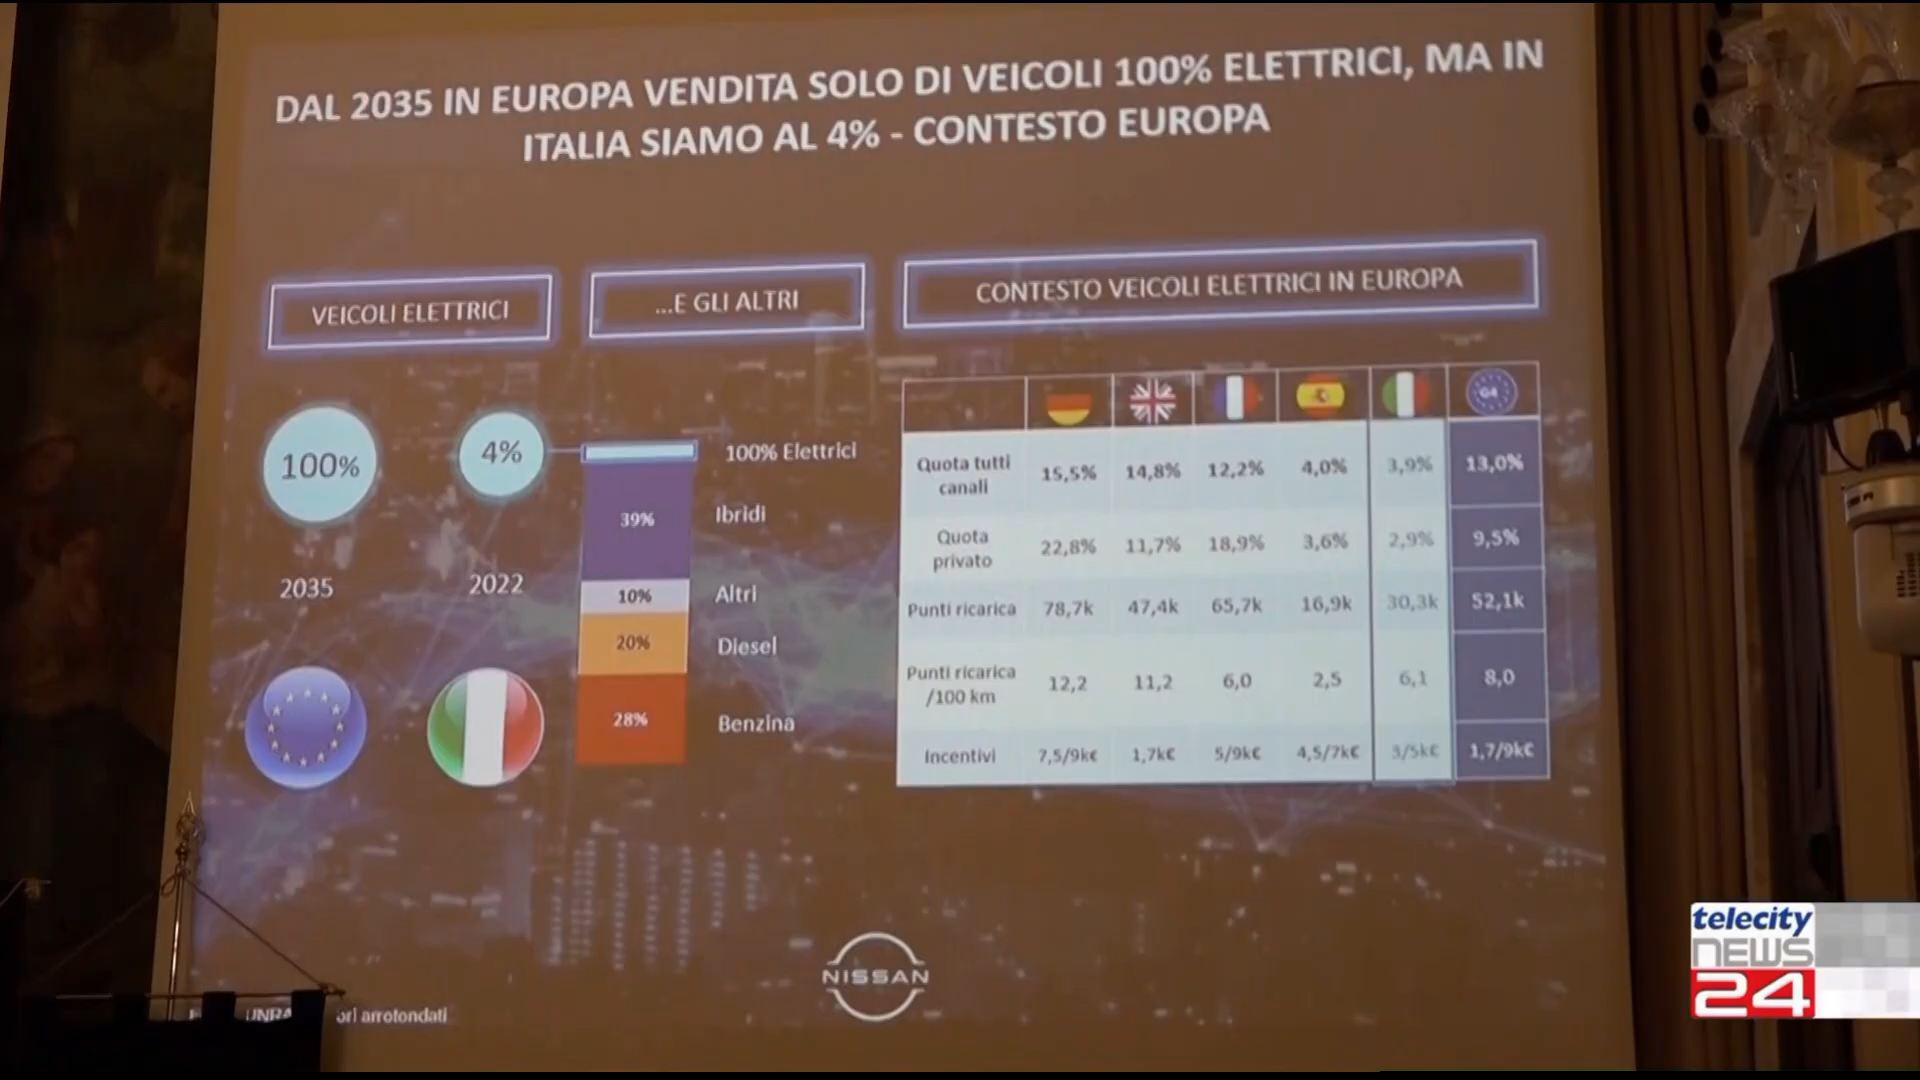 DAL 2035 IN EUROPA VENDITA SOLO DI VEICOLI 100% ELETTRICI, MA IN
ITALIA SIAMO AL 4% - CONTESTO EUROPA
VEICOLI ELETTRICI
...E GLI ALTRI
CONTESTO VEICOLI ELETTRICI IN EUROPA
100%
4%
2035
2022
100% Elettrici
39% Ibridi
10% Altri
20% Diesel
28% Benzina
G4
Quota tutti
canali
15,5% 14,8% 12,2% 4,0% 3,9% 13,0%
Quota
privato
22,8% 11,7% 18,9% 3,6% 2,9% 9,5%
Punti ricarica 78,7k 47,4k 65,7k 16,9k 30,3k 52,1k
Punti ricarica
/100 km
12,2 11,2 6,0 2,5 6,1 8,0
Incentivi 7,5/9k€ 1,7k€ 5/9k€ 4,5/7k€ 3/5k€ 1,7/9k€
NISSAN
arrotondati
telecity
NEWS
24